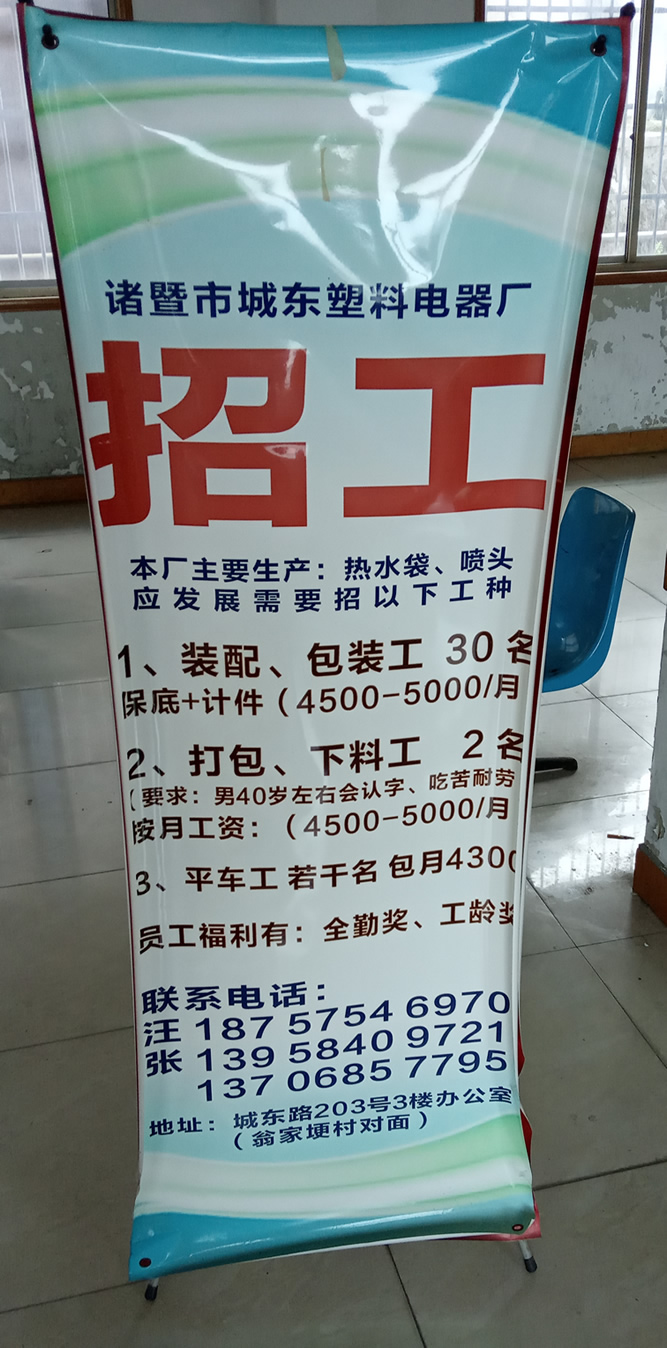 诸暨市城东塑料电器厂
招工
本厂主要生产：热水袋、喷头
应发展需要招以下工种
1、装配、包装工 30名
保底+计件（4500-5000/月
2、打包、下料工 2名
（要求：男40岁左右会认字、吃苦耐劳
按月工资：（4500-5000/月
3、平车工 若干名 包月4300
员工福利有：全勤奖、工龄奖
联系电话：
汪 187 5754 6970
张 139 5840 9721
137 0685 7795
地址：城东路203号3楼办公室
（翁家埂村对面）